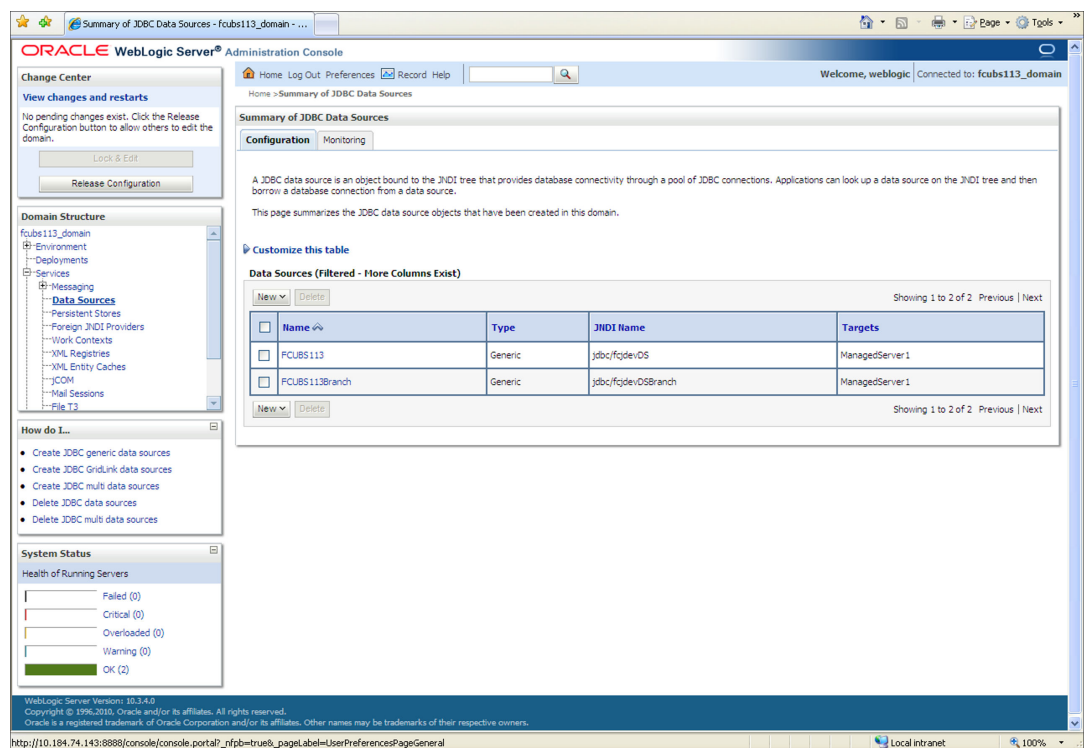 Summary of JDBC Data Sources - fcubs113_domain - ...
Page
Tools
ORACLE WebLogic Server® Administration Console
Change Center
View changes and restarts
No pending changes exist. Click the Release
Configuration button to allow others to edit the
domain.
Lock & Edit
Release Configuration
Domain Structure
fcubs113_domain
Environment
Deployments
Services
Messaging
Data Sources
Persistent Stores
Foreign JNDI Providers
Work Contexts
XML Registries
XML Entity Caches
jCOM
Mail Sessions
File T3
How do I...
Create JDBC generic data sources
Create JDBC GridLink data sources
Create JDBC multi data sources
Delete JDBC data sources
Delete JDBC multi data sources
System Status
Health of Running Servers
Failed (0)
Critical (0)
Overloaded (0)
Warning (0)
OK (2)
Home Log Out Preferences Record Help
Welcome, weblogic Connected to: fcubs113_domain
Home >Summary of JDBC Data Sources
Summary of JDBC Data Sources
Configuration Monitoring
A JDBC data source is an object bound to the JNDI tree that provides database connectivity through a pool of JDBC connections. Applications can look up a data source on the JNDI tree and then
borrow a database connection from a data source.
This page summarizes the JDBC data source objects that have been created in this domain.
Customize this table
Data Sources (Filtered - More Columns Exist)
New Delete Showing 1 to 2 of 2 Previous | Next
Name Type JNDI Name Targets
FCUBS113 Generic jdbc/fcjdevDS ManagedServer1
FCUBS113Branch Generic jdbc/fcjdevDSBranch ManagedServer1
New Delete Showing 1 to 2 of 2 Previous | Next
WebLogic Server Version: 10.3.4.0
Copyright © 1996,2010, Oracle and/or its affiliates. All rights reserved.
Oracle is a registered trademark of Oracle Corporation and/or its affiliates. Other names may be trademarks of their respective owners.
http://10.184.74.143:8888/console/console.portal?_nfpb=true&_pageLabel=UserPreferencesPageGeneral
Local intranet
100%